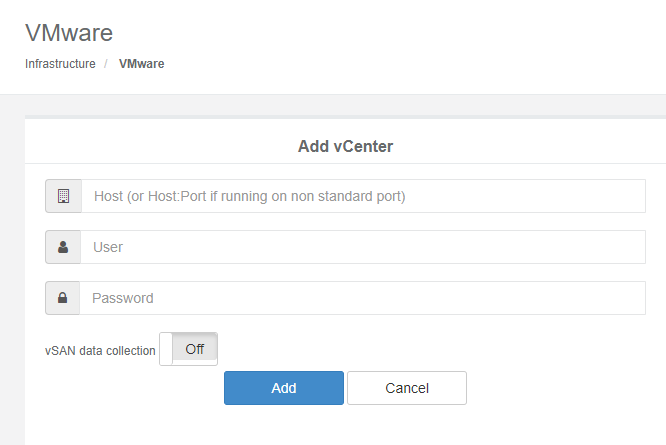 VMware
Infrastructure / VMware
Add vCenter
Host (or Host:Port if running on non standard port)
User
Password
vSAN data collection Off
Add Cancel